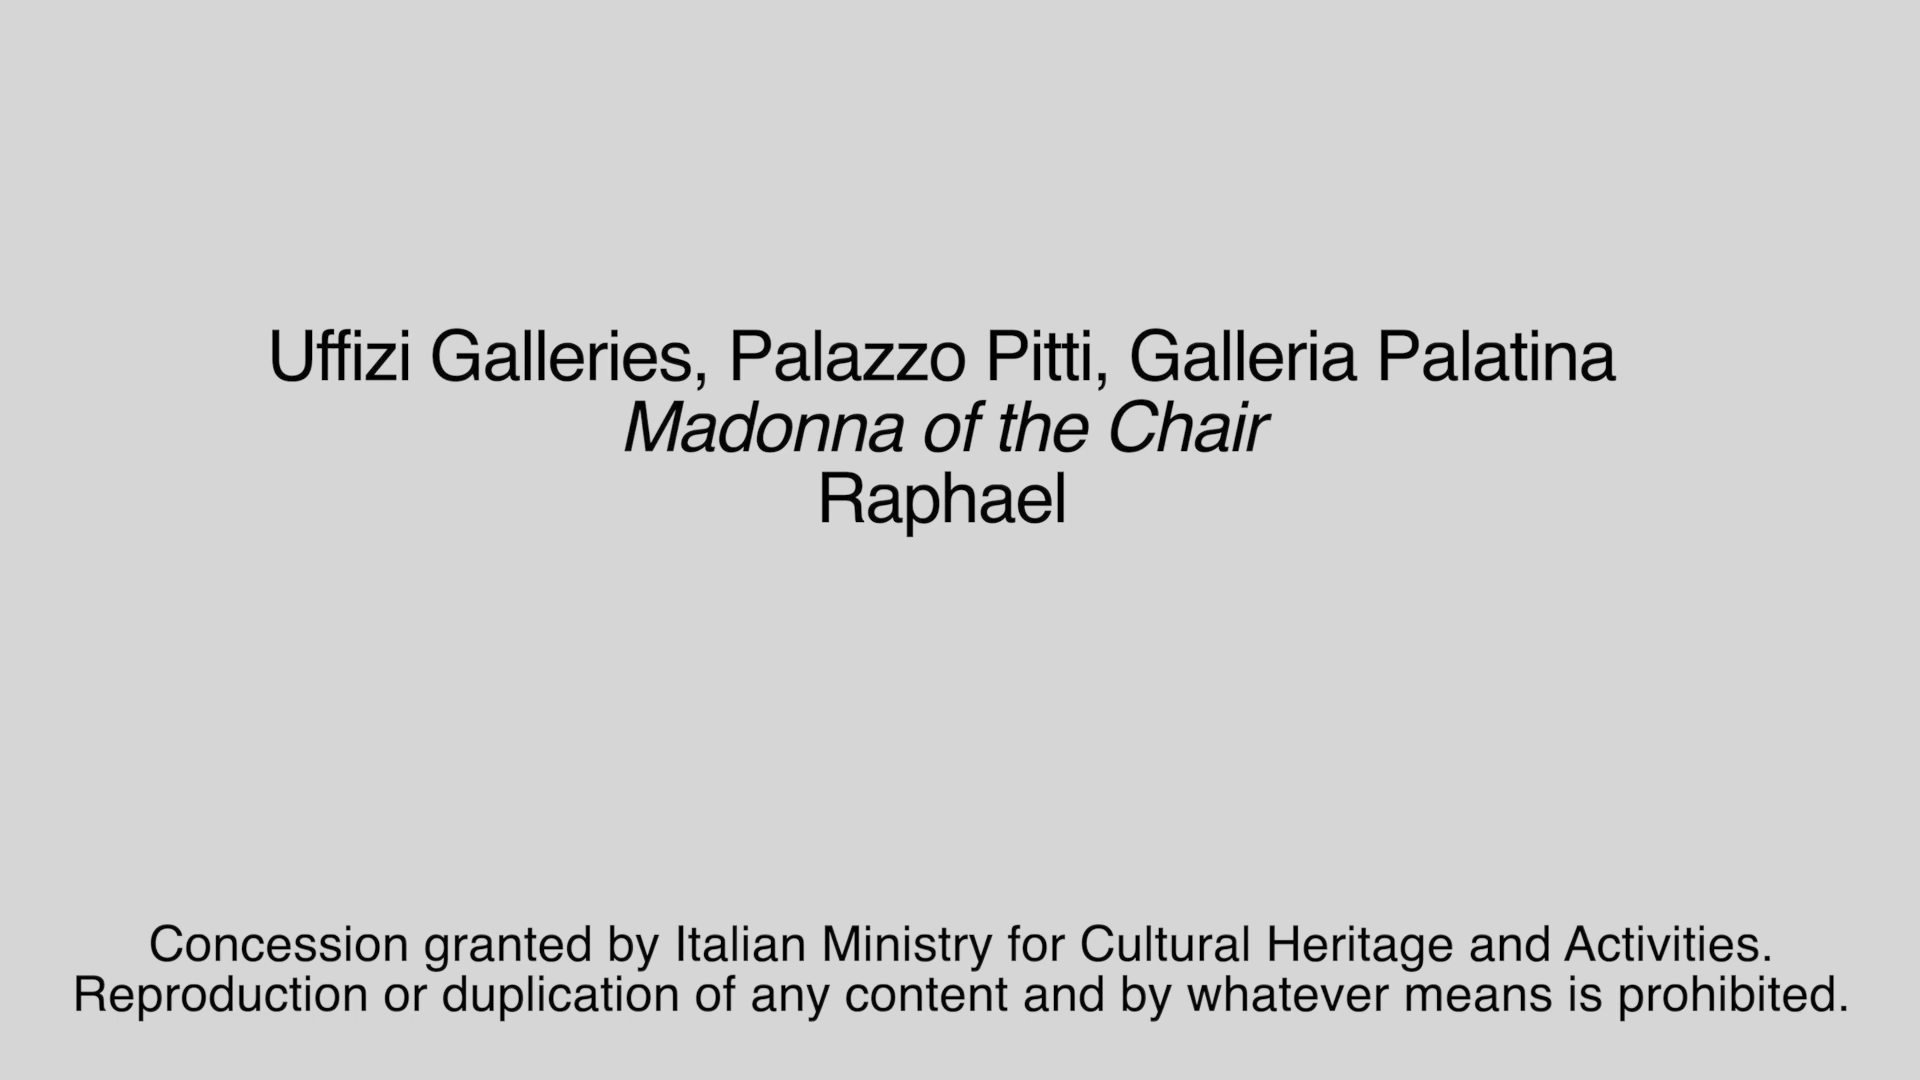 Uffizi Galleries, Palazzo Pitti, Galleria Palatina
Madonna of the Chair
Raphael
Concession granted by Italian Ministry for Cultural Heritage and Activities.
Reproduction or duplication of any content and by whatever means is prohibited.